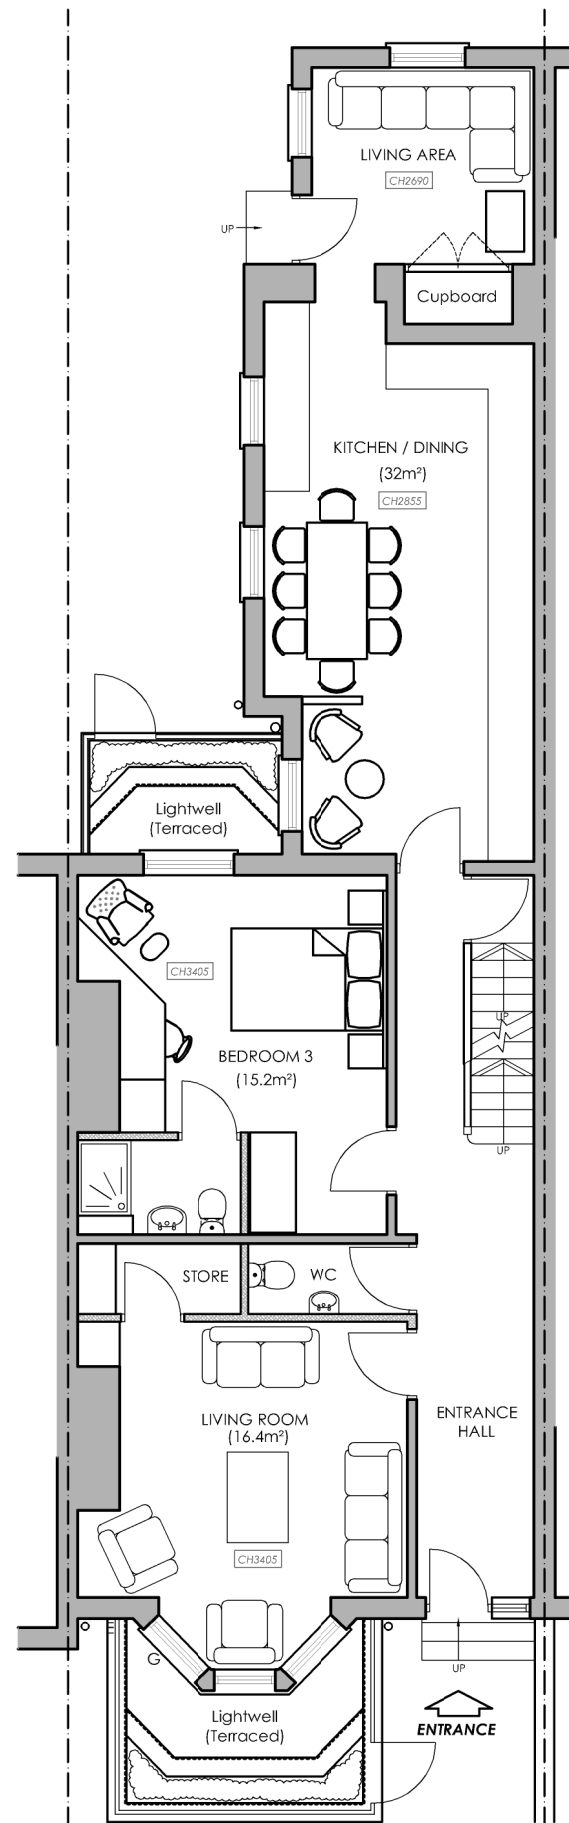 LIVING AREA
CH2690
UP
Cupboard
KITCHEN / DINING
(32m²)
CH2855
Lightwell
(Terraced)
CH3405
UP
BEDROOM 3
(15.2m²)
UP
STORE
WC
LIVING ROOM
(16.4m²)
ENTRANCE
HALL
CH3405
G
UP
Lightwell
(Terraced)
ENTRANCE